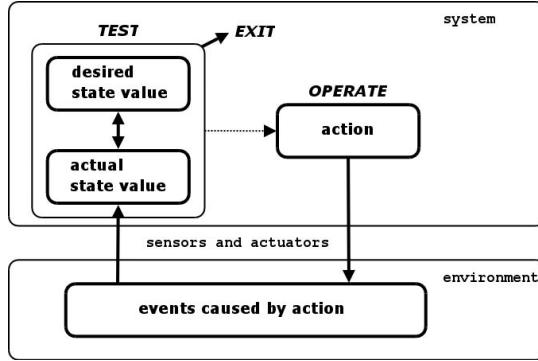 system
TEST
EXIT
desired
state value
OPERATE
action
actual
state value
sensors and actuators
environment
events caused by action